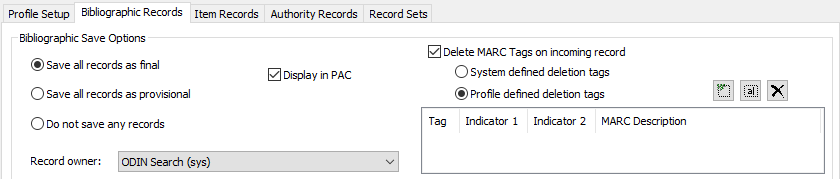 Profile Setup Bibliographic Records Item Records Authority Records Record Sets
Bibliographic Save Options
Save all records as final
Save all records as provisional
Do not save any records
Display in PAC
Record owner: ODIN Search (sys)
Delete MARC Tags on incoming record
System defined deletion tags
Profile defined deletion tags
a|
Tag Indicator 1 Indicator 2 MARC Description